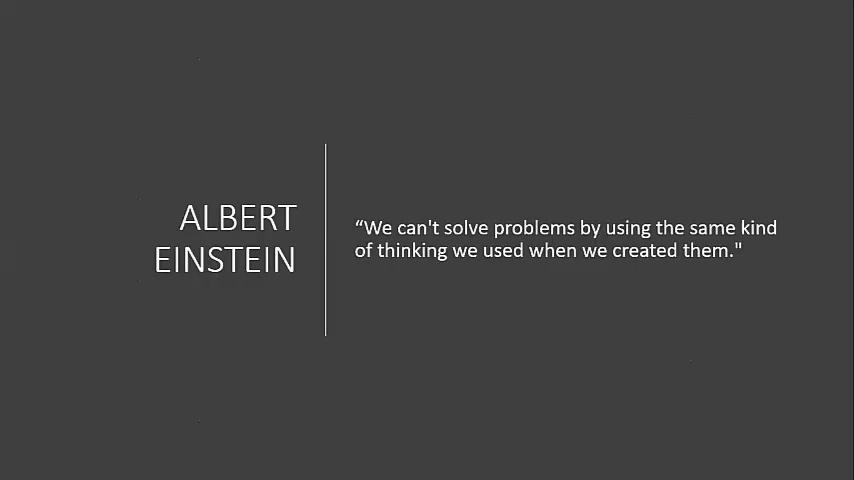 ALBERT
EINSTEIN
“We can't solve problems by using the same kind
of thinking we used when we created them."